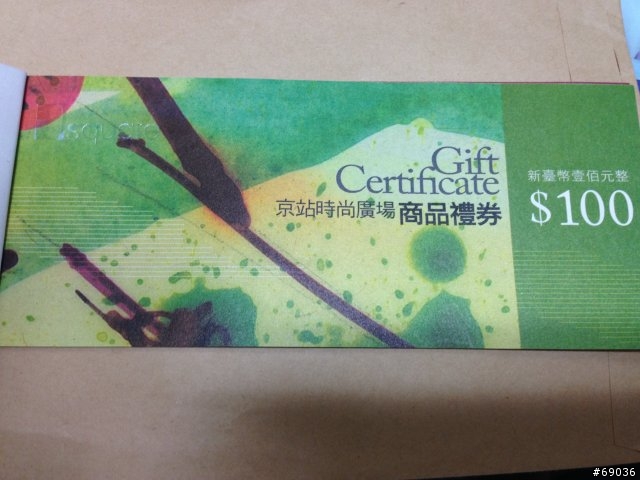 Qsquare
Gift
Certificate
京站時尚廣場 商品禮券
新臺幣壹佰元整
$100
#69036